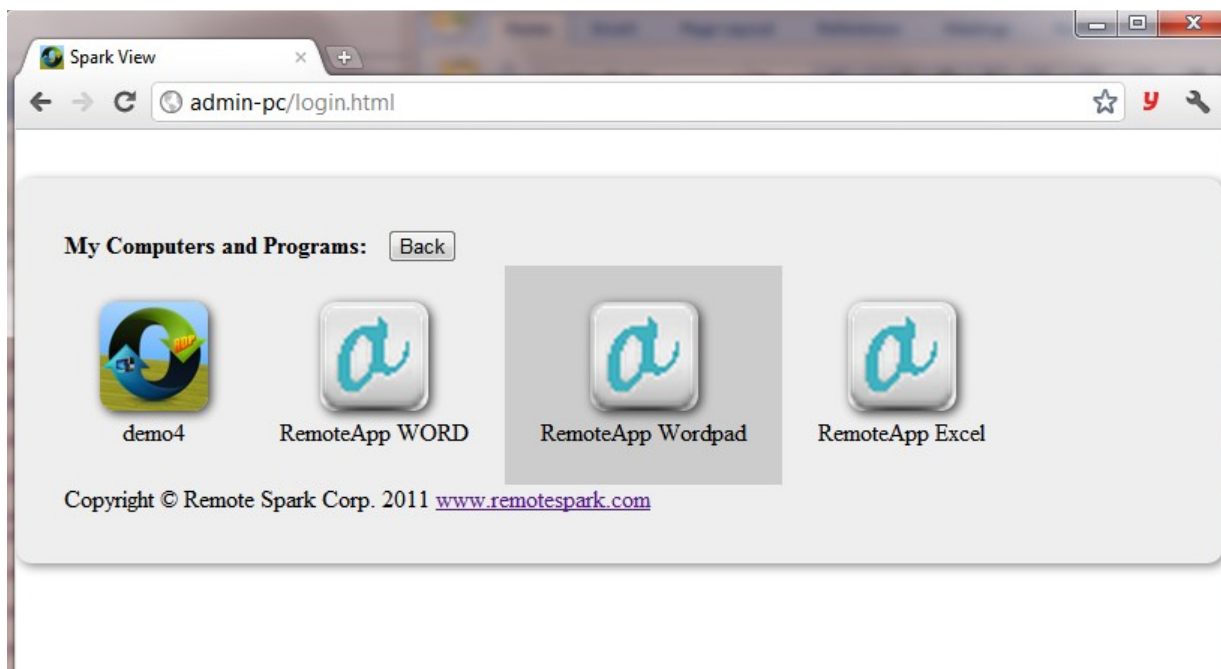 Spark View
admin-pc/login.html
My Computers and Programs: Back
demo4 RemoteApp WORD RemoteApp Wordpad RemoteApp Excel
Copyright © Remote Spark Corp. 2011 www.remotespark.com